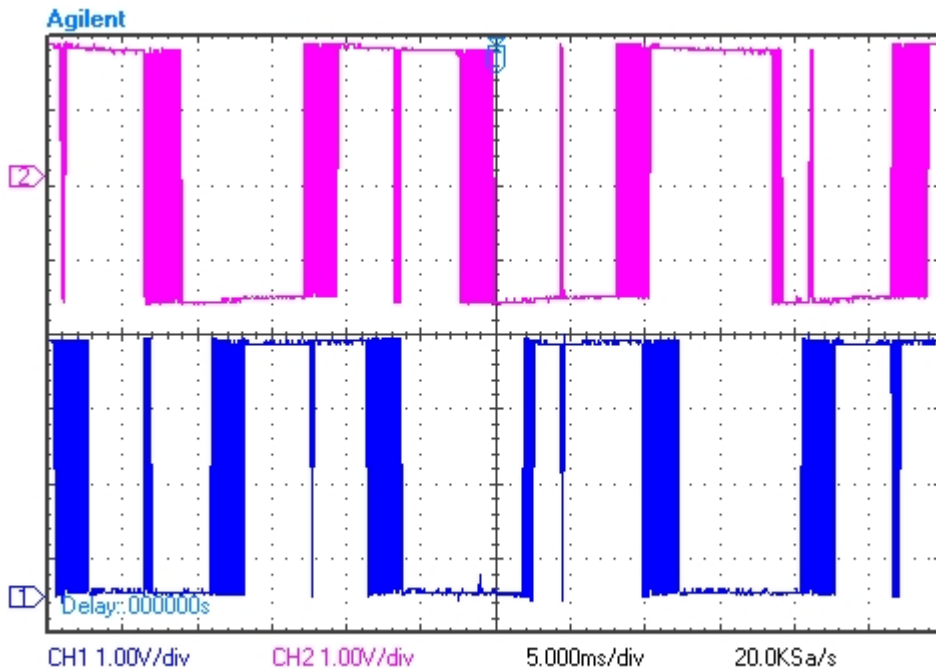 Agilent
2
1
Delay:.000000s
CH1 1.00V/div CH2 1.00V/div 5.000ms/div 20.0KSa/s